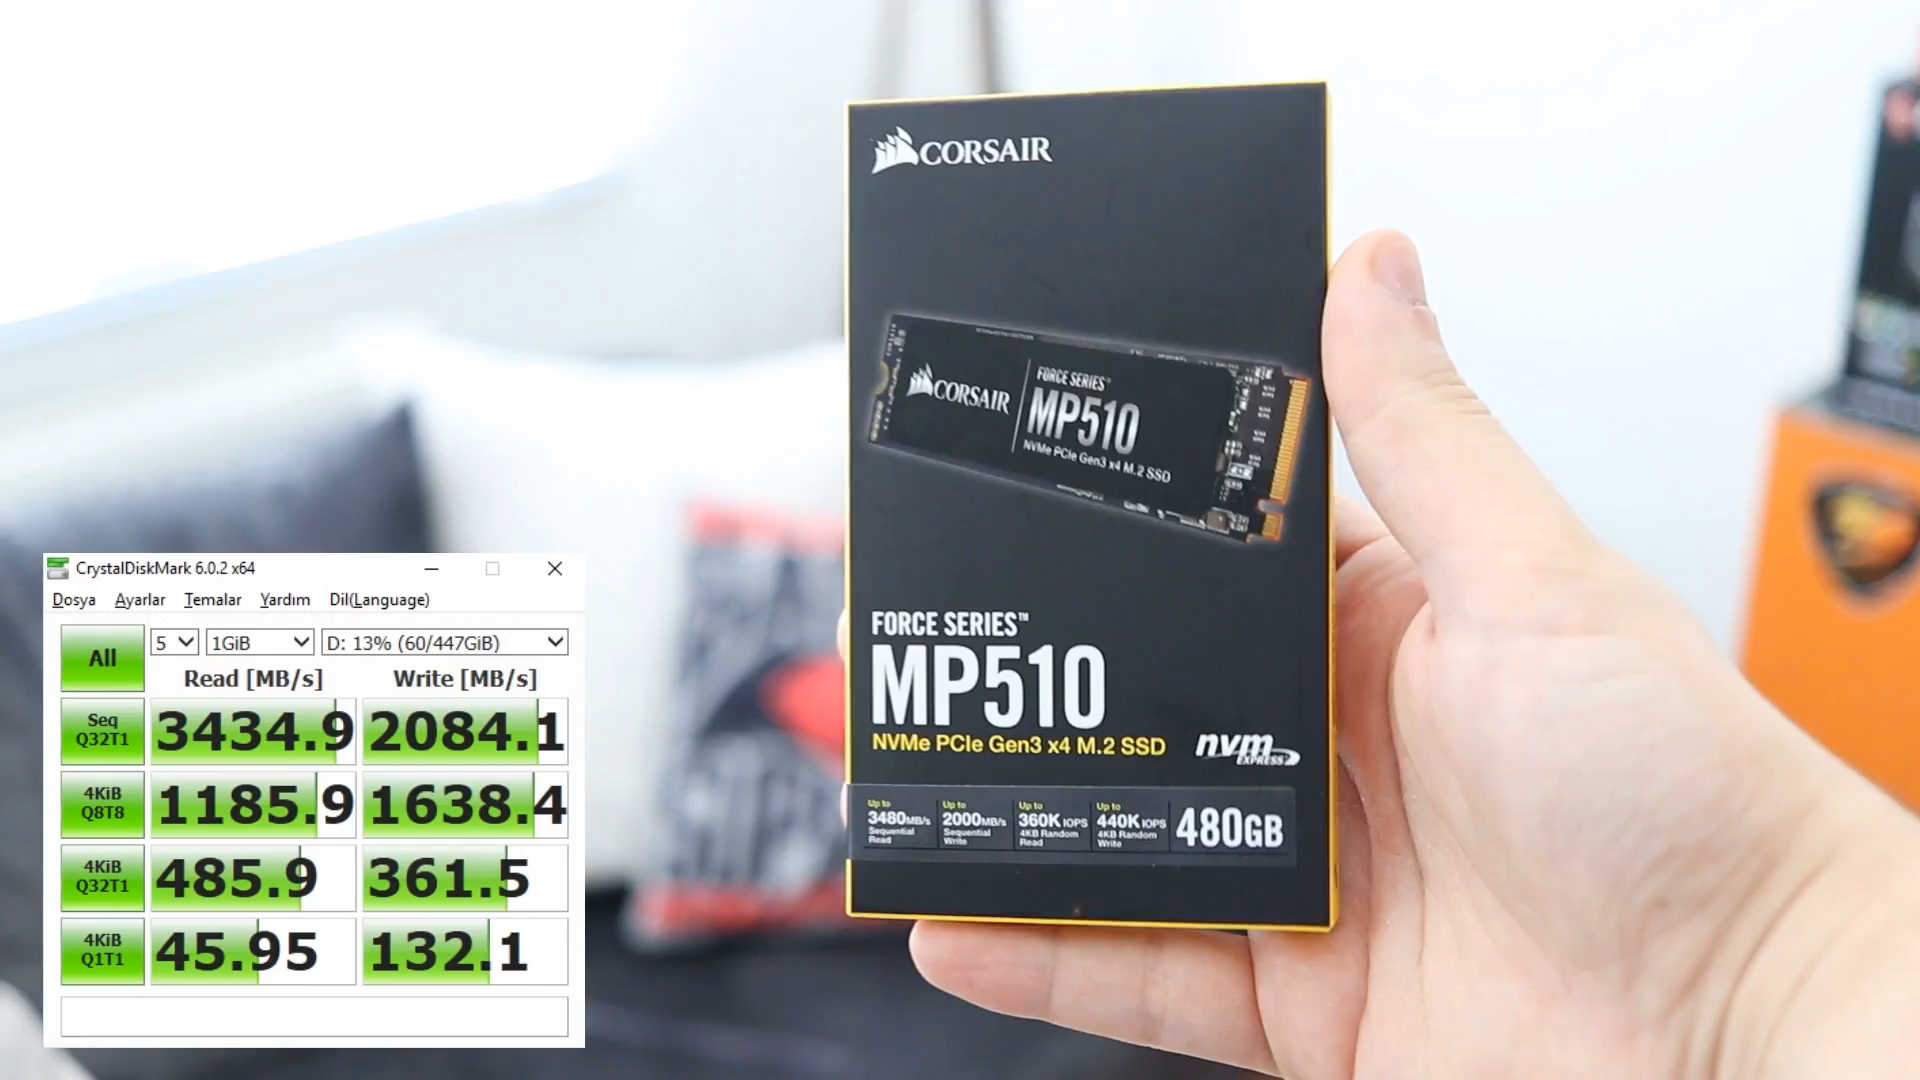 CORSAIR
CORSAIR
FORCE SERIES™
MP510
NVMe PCIe Gen3 x4 M.2 SSD
FORCE SERIES™
MP510
NVMe PCIe Gen3 x4 M.2 SSD
nvm
EXPRESS
Up to
3480MB/s
Sequential
Read
Up to
2000MB/s
Sequential
Write
Up to
360K IOPS
4KB Random
Read
Up to
440K IOPS
4KB Random
Write
480GB
CrystalDiskMark 6.0.2 x64
Dosya Ayarlar Temalar Yardım Dil(Language)
All 5 1GiB D: 13% (60/447GiB)
Read [MB/s] Write [MB/s]
Seq
Q32T1
3434.9 2084.1
4KiB
Q8T8
1185.9 1638.4
4KiB
Q32T1
485.9 361.5
4KiB
Q1T1
45.95 132.1